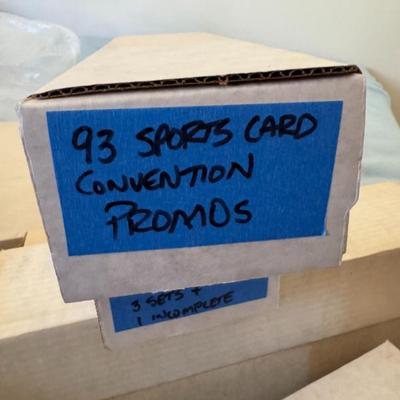 93 SPORTS CARD
CONVENTION
PROMOS
3 SETS +
1 INCOMPLETE